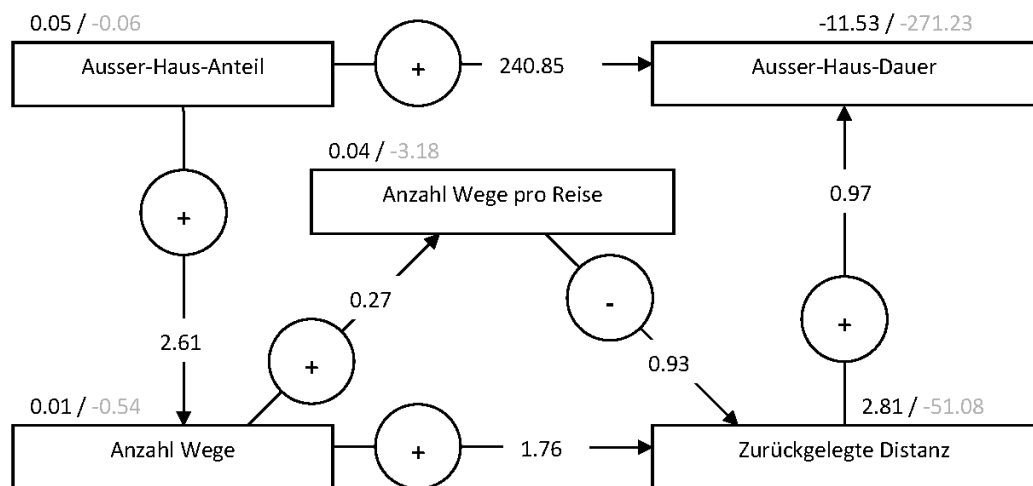 0.05 / -0.06
-11.53 / -271.23
Ausser-Haus-Anteil
+
240.85
Ausser-Haus-Dauer
0.04 / -3.18
Anzahl Wege pro Reise
+
0.97
0.27
-
2.61
+
0.93
+
0.01 / -0.54
2.81 / -51.08
Anzahl Wege
+
1.76
Zurückgelegte Distanz